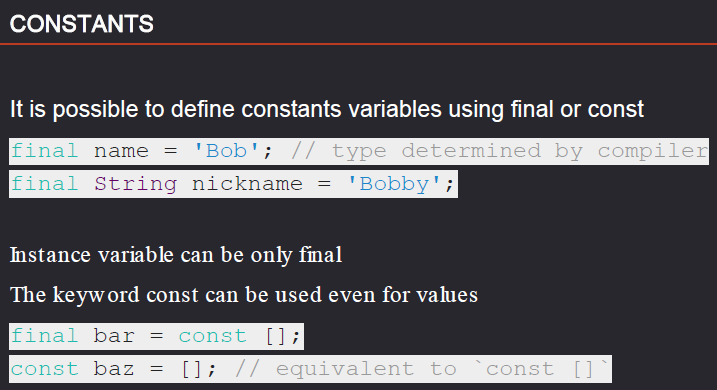 CONSTANTS
It is possible to define constants variables using final or const
final name = 'Bob'; // type determined by compiler
final String nickname = 'Bobby';
Instance variable can be only final
The keyword const can be used even for values
final bar = const [];
const baz = []; // equivalent to `const []`